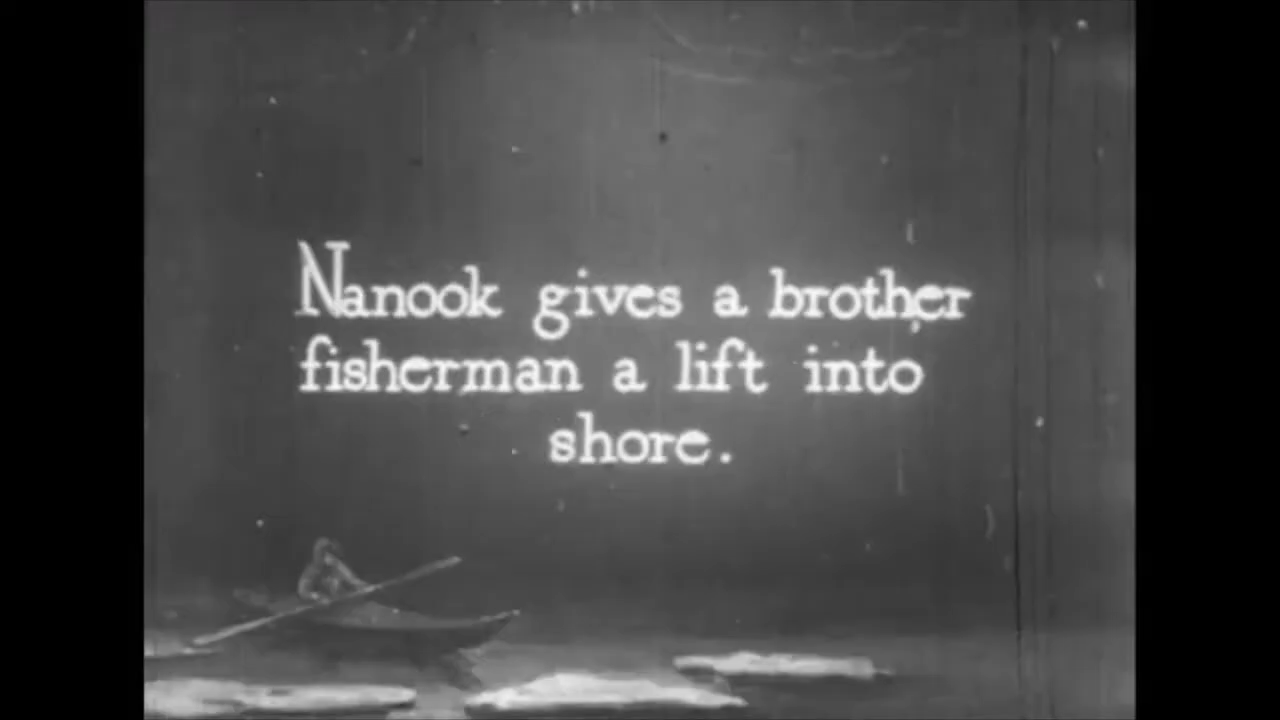 Nanook gives a brother
fisherman a lift into
shore.